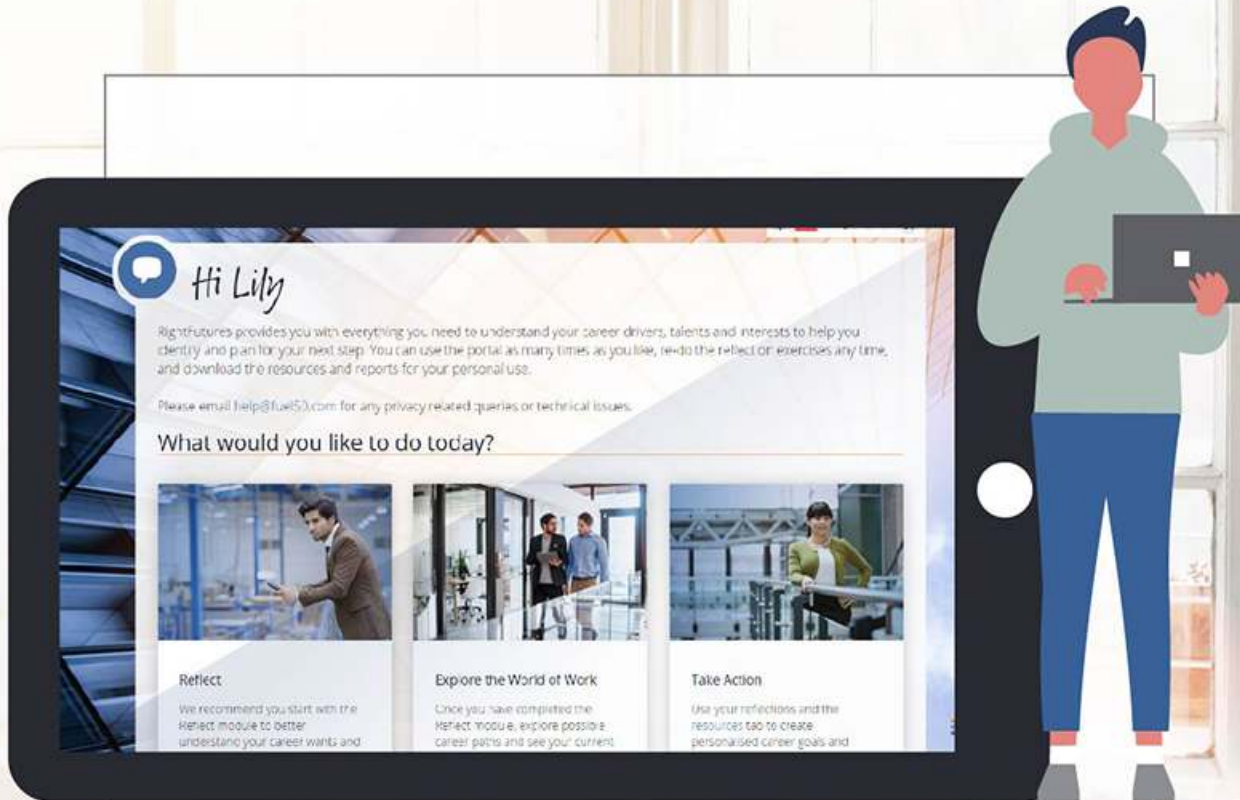 Hi Lily
RightFutures provides you with everything you need to understand your career drivers, talents and interests to help you
identify and plan for your next step. You can use the portal as many times as you like, re-do the reflection exercises any time,
and download the resources and reports for your personal use.
Please email help@fuel50.com for any privacy related queries or technical issues.
What would you like to do today?
Reflect
Explore the World of Work
Take Action
We recommend you start with the
Reflect module to better
understand your career wants and
Once you have completed the
Reflect module, explore possible
career paths and see your current
Use your reflections and the
resources tab to create
personalised career goals and